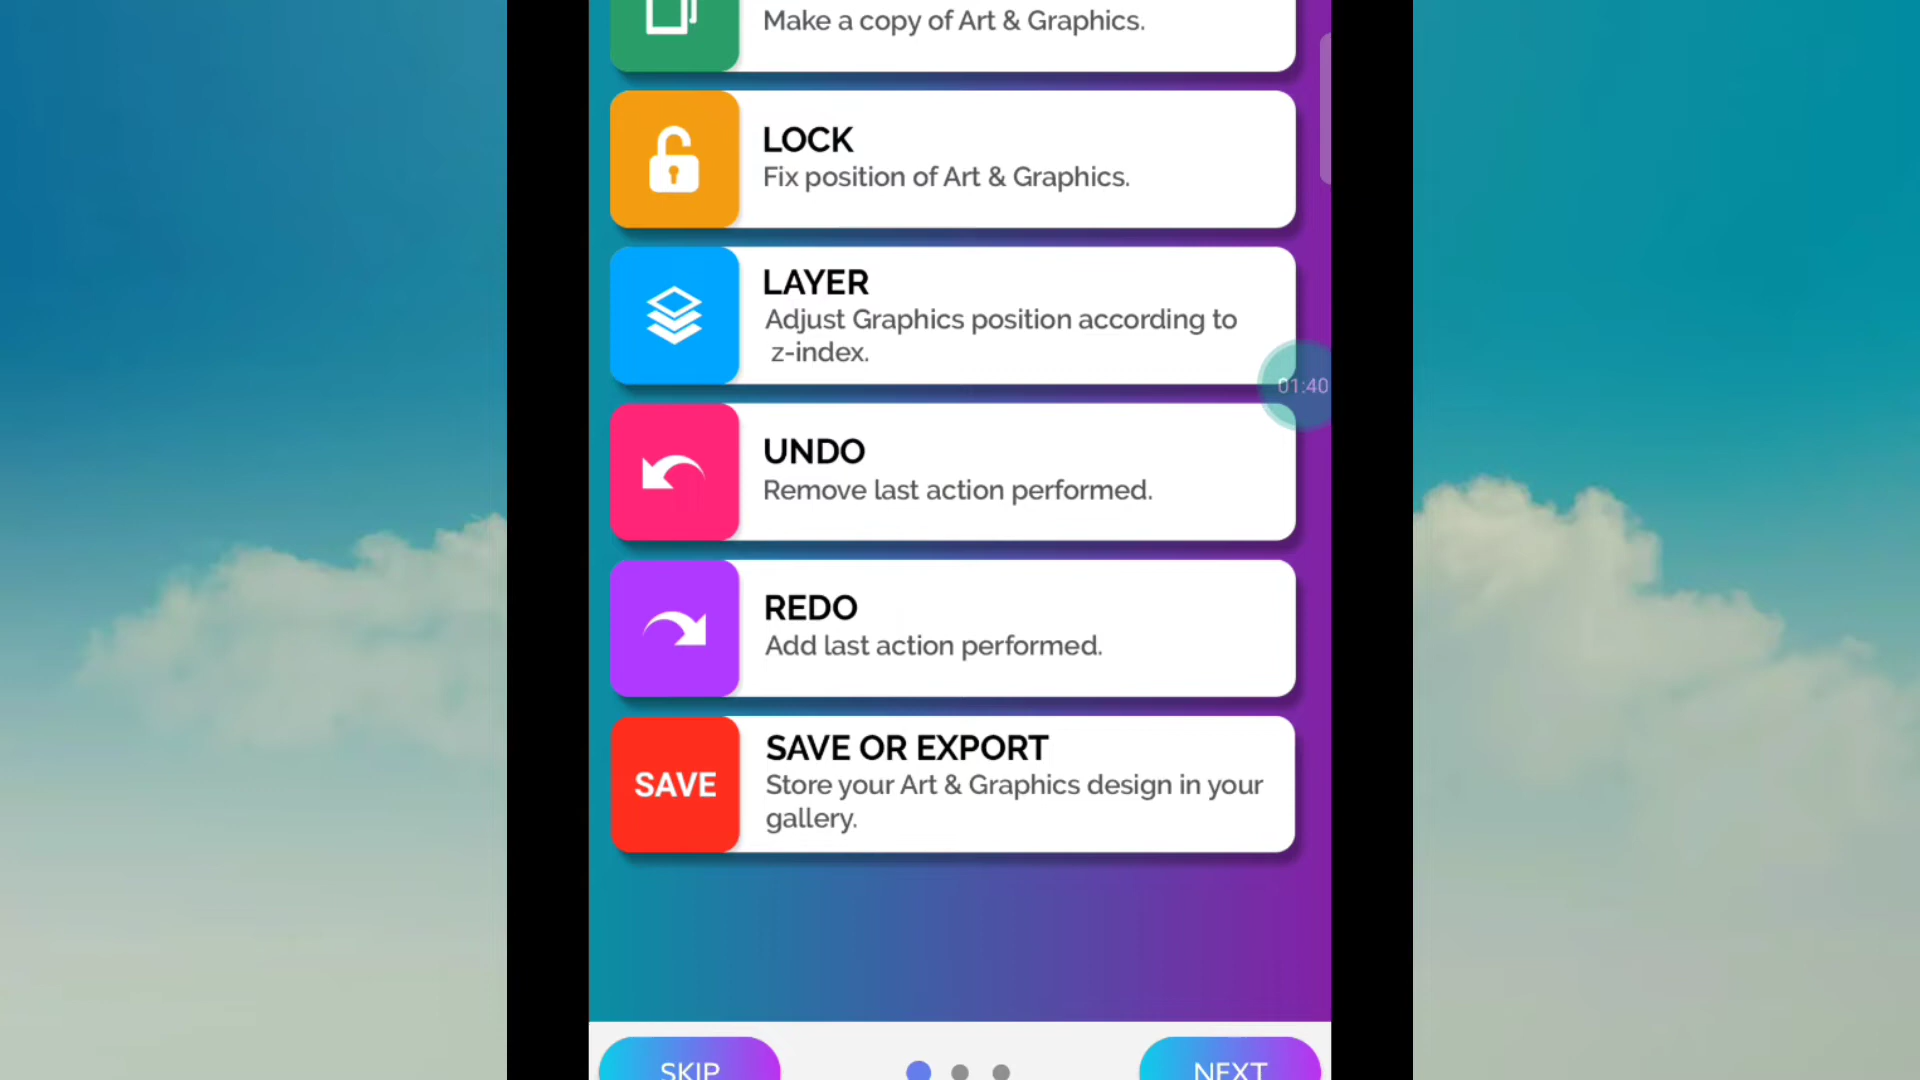 Make a copy of Art & Graphics.
LOCK
Fix position of Art & Graphics.
LAYER
Adjust Graphics position according to
z-index.
01:40
UNDO
Remove last action performed.
REDO
Add last action performed.
SAVE
SAVE OR EXPORT
Store your Art & Graphics design in your
gallery.
SKIP
NEXT